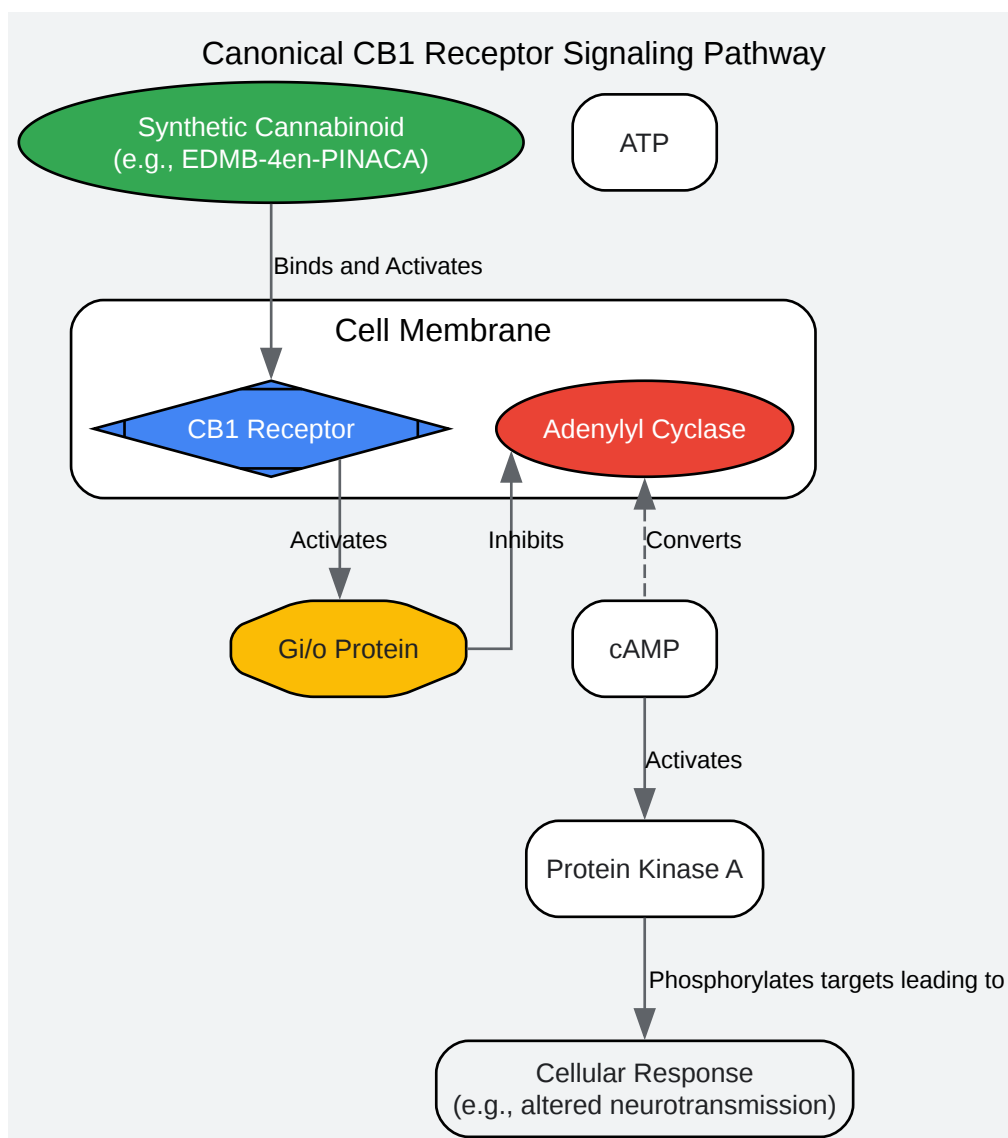 Canonical CB1 Receptor Signaling Pathway
Synthetic Cannabinoid
(e.g., EDMB-4en-PINACA)
ATP
Binds and Activates
Cell Membrane
CB1 Receptor
Adenylyl Cyclase
Activates
Inhibits
Converts
Gi/o Protein
cAMP
Activates
Protein Kinase A
Phosphorylates targets leading to
Cellular Response
(e.g., altered neurotransmission)